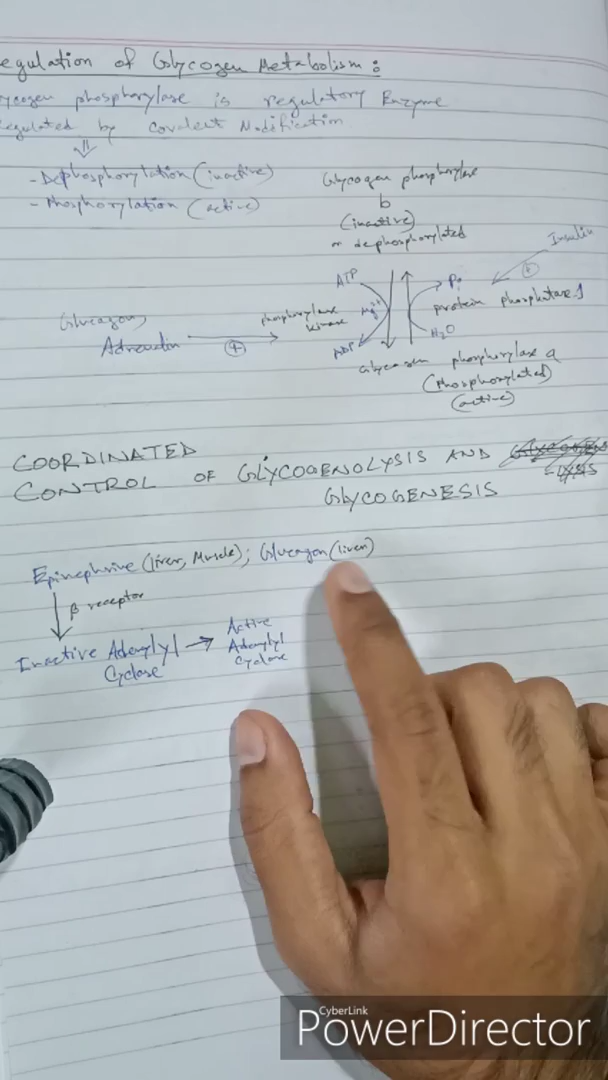 egulation of Glycogen Metabolism:
ycogen phosphorylase is regulatory Enzyme
egulated by Covalent Modification
- Dephosphorylation (inactive)
- Phosphorylation (active)
Glycogen phosphorylase
b
(inactive)
or dephosphorylated
Insulin
+
ATP
Mg²⁺
ADP
Pi
protein phosphatase 1
H₂O
Glucagon
Adrenalin
+
phosphorylase
kinase
Glycogen phosphorylase a
(Phosphorylated)
(active)
COORDINATED
CONTROL OF GLYCOGENOLYSIS AND
GLYCOGENESIS
Epinephrine (liver, Muscle); Glucagon (liver)
β receptor
Inactive Adenylyl
Cyclase
Active
Adenylyl
Cyclase
CyberLink
PowerDirector